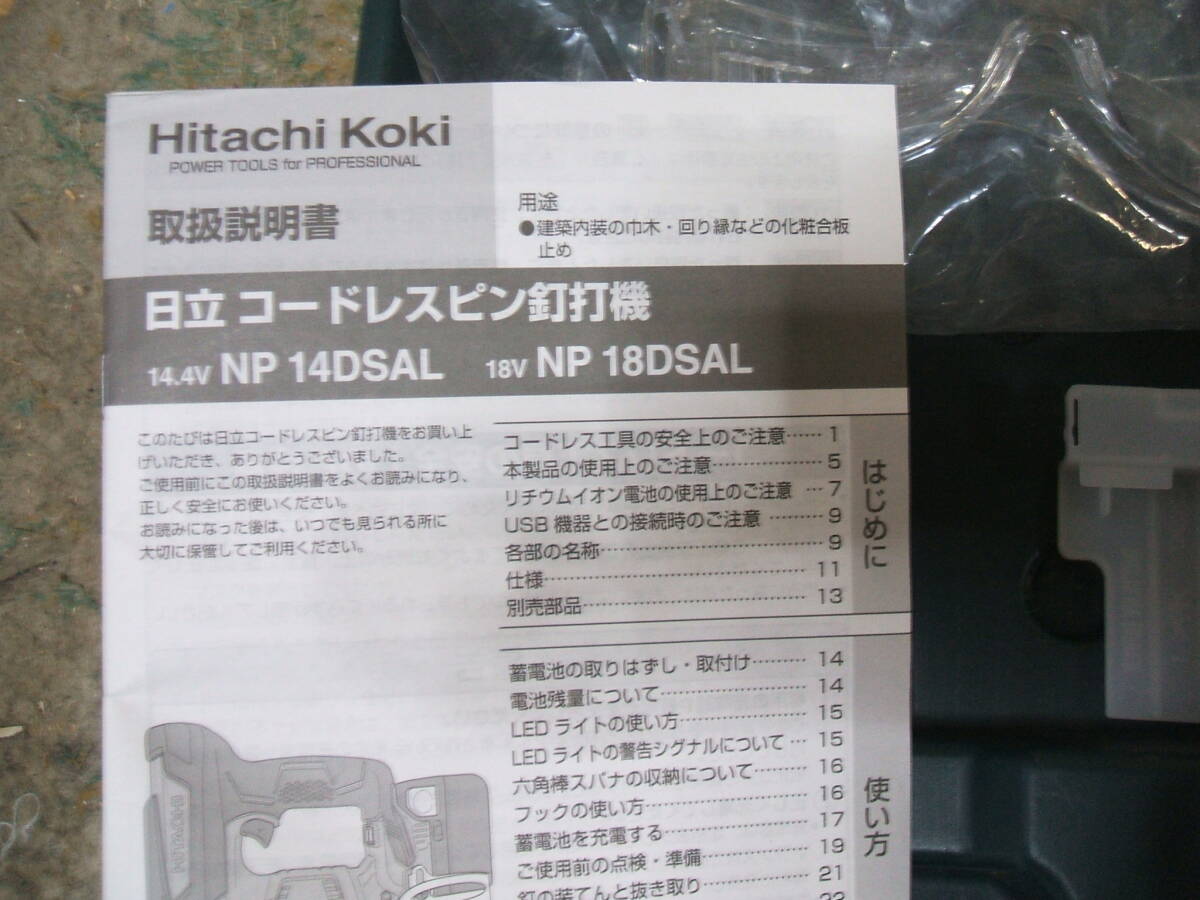 Hitachi Koki
POWER TOOLS for PROFESSIONAL
取扱説明書
用途
●建築内装の巾木・回り縁などの化粧合板
止め
日立 コードレスピン釘打機
14.4V NP 14DSAL 18V NP 18DSAL
このたびは日立コードレスピン釘打機をお買い上
げいただき、ありがとうございました。
ご使用前にこの取扱説明書をよくお読みになり、
正しく安全にお使いください。
お読みになった後は、いつでも見られる所に
大切に保管してご利用ください。
はじめに
コードレス工具の安全上のご注意…… 1
本製品の使用上のご注意……………… 5
リチウムイオン電池の使用上のご注意 … 7
USB 機器との接続時のご注意 ……… 9
各部の名称……………………………… 9
仕様…………………………………… 11
別売部品……………………………… 13
使い方
蓄電池の取りはずし・取付け……… 14
電池残量について…………………… 14
LED ライトの使い方………………… 15
LED ライトの警告シグナルについて … 15
六角棒スパナの収納について……… 16
フックの使い方……………………… 16
蓄電池を充電する…………………… 17
ご使用前の点検・準備……………… 19
釘の装てんと抜き取り……………… 21
HITACHI